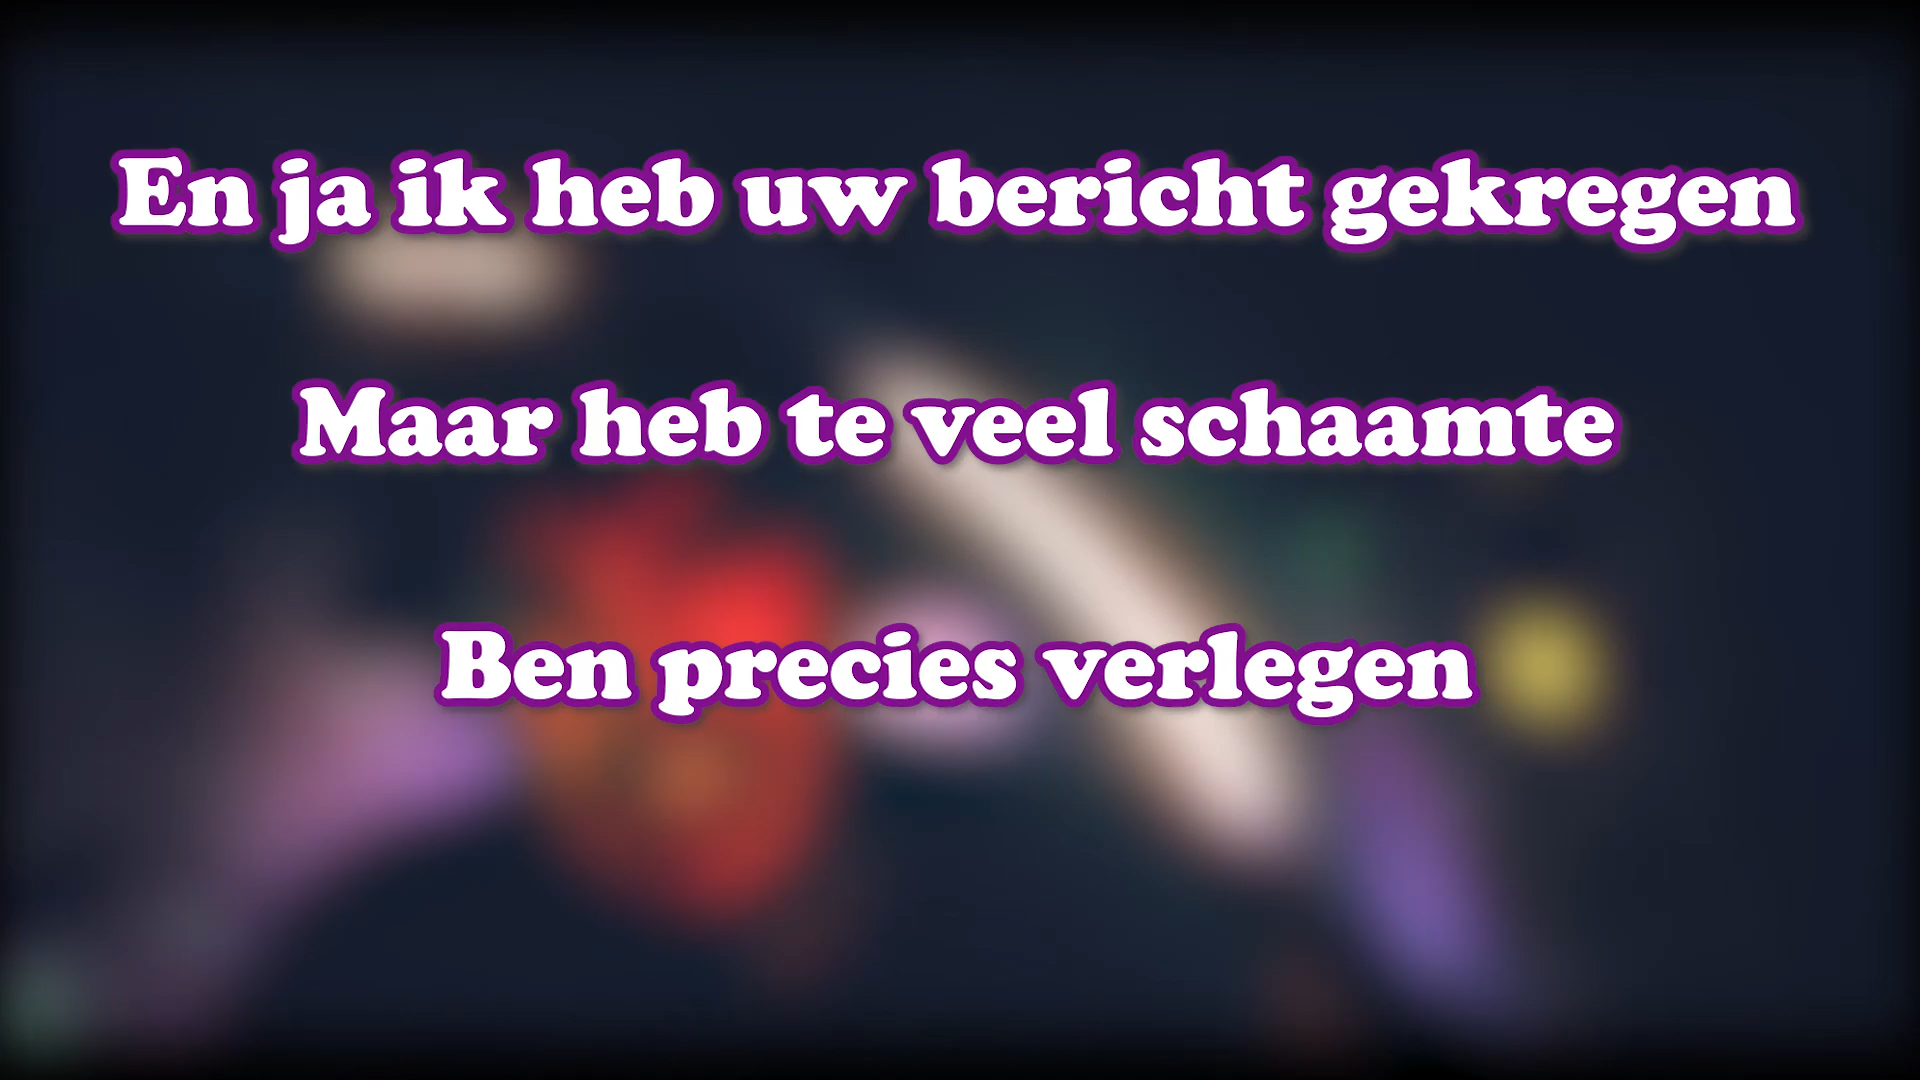 En ja ik heb uw bericht gekregen
Maar heb te veel schaamte
Ben precies verlegen